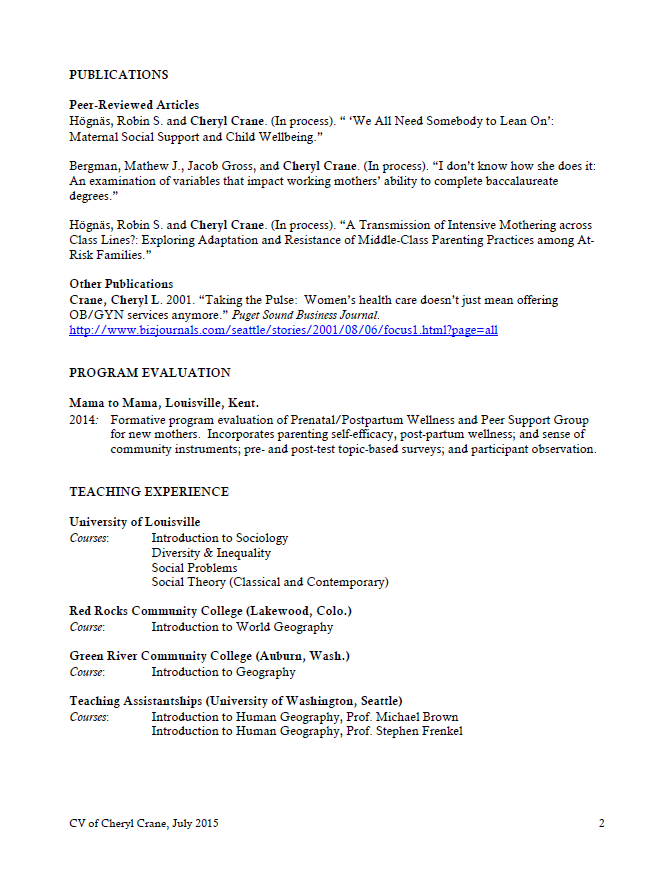 PUBLICATIONS
Peer-Reviewed Articles
Högnäs, Robin S. and Cheryl Crane. (In process). “ ‘We All Need Somebody to Lean On’:
Maternal Social Support and Child Wellbeing.”
Bergman, Mathew J., Jacob Gross, and Cheryl Crane. (In process). “I don’t know how she does it:
An examination of variables that impact working mothers’ ability to complete baccalaureate
degrees.”
Högnäs, Robin S. and Cheryl Crane. (In process). “A Transmission of Intensive Mothering across
Class Lines?: Exploring Adaptation and Resistance of Middle-Class Parenting Practices among At-
Risk Families.”
Other Publications
Crane, Cheryl L. 2001. “Taking the Pulse:  Women’s health care doesn’t just mean offering
OB/GYN services anymore.” Puget Sound Business Journal.
http://www.bizjournals.com/seattle/stories/2001/08/06/focus1.html?page=all
PROGRAM EVALUATION
Mama to Mama, Louisville, Kent.
2014: Formative program evaluation of Prenatal/Postpartum Wellness and Peer Support Group
for new mothers.  Incorporates parenting self-efficacy, post-partum wellness; and sense of
community instruments; pre- and post-test topic-based surveys; and participant observation.
TEACHING EXPERIENCE
University of Louisville
Courses: Introduction to Sociology
Diversity & Inequality
Social Problems
Social Theory (Classical and Contemporary)
Red Rocks Community College (Lakewood, Colo.)
Course: Introduction to World Geography
Green River Community College (Auburn, Wash.)
Course: Introduction to Geography
Teaching Assistantships (University of Washington, Seattle)
Courses: Introduction to Human Geography, Prof. Michael Brown
Introduction to Human Geography, Prof. Stephen Frenkel
CV of Cheryl Crane, July 2015 2